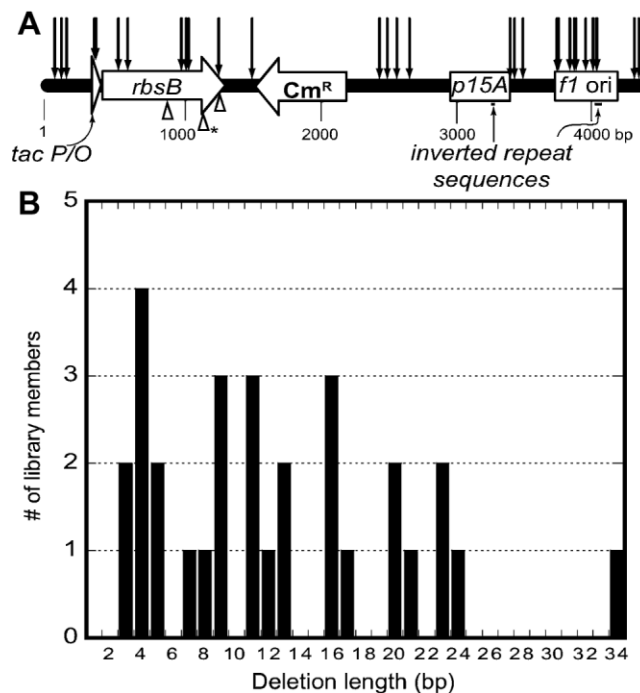 A
rbsB
Cmᴿ
p15A
f1 ori
1
1000
2000
3000
4000 bp
*
tac P/O
inverted repeat
sequences
B
5
4
3
2
1
0
# of library members
2 4 6 8 10 12 14 16 18 20 22 24 26 28 30 32 34
Deletion length (bp)